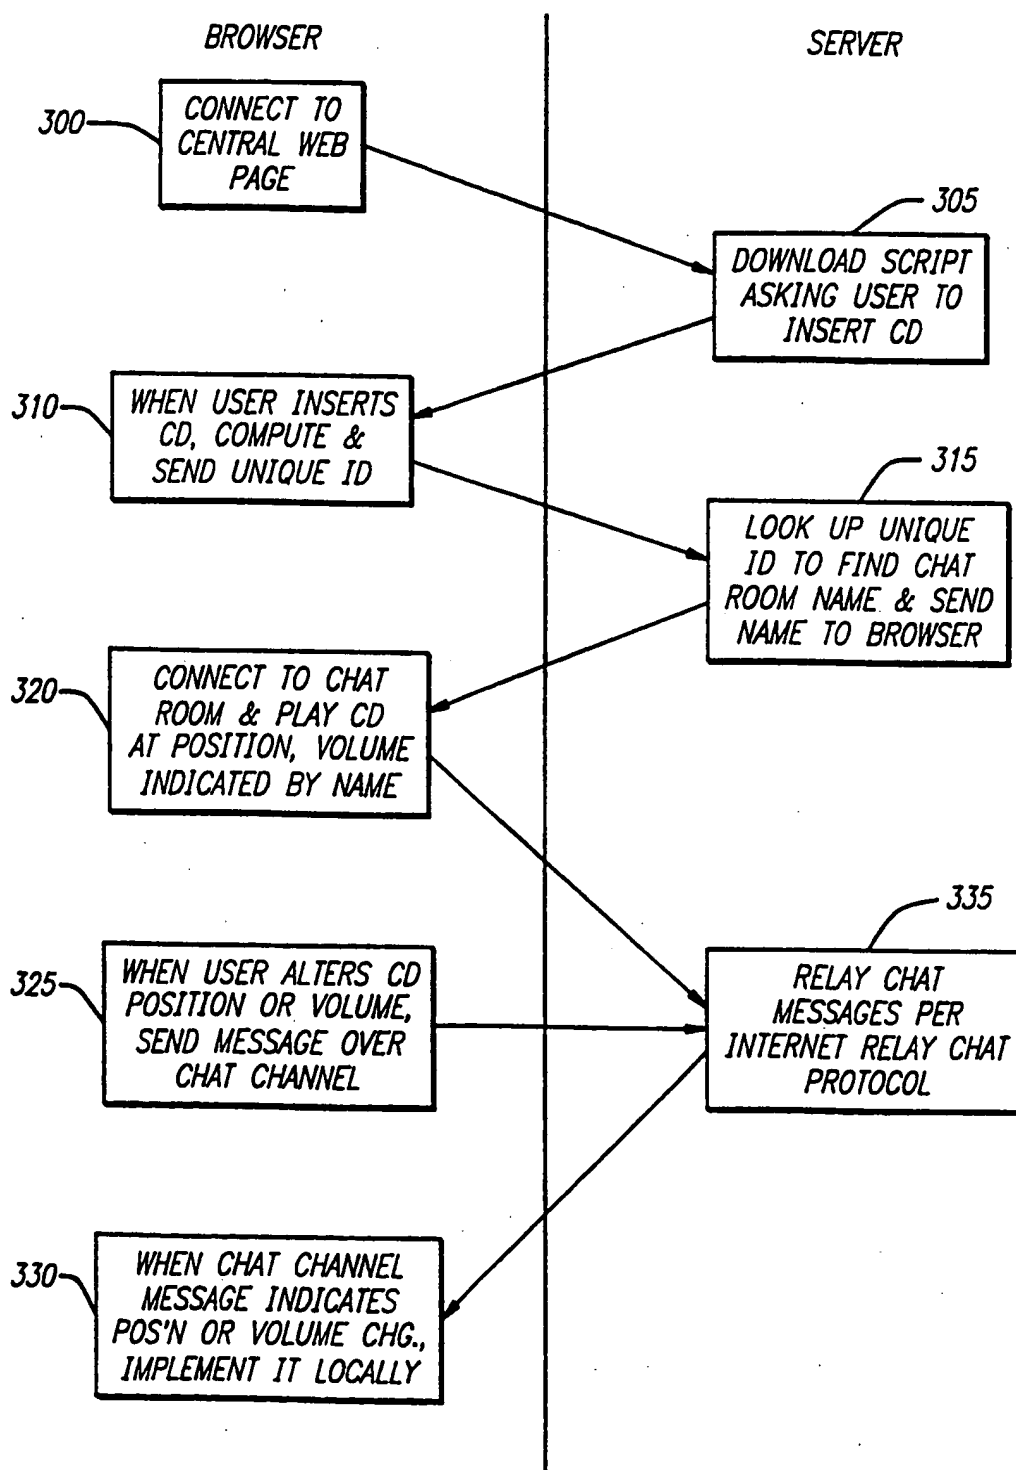 BROWSER
SERVER
300
CONNECT TO
CENTRAL WEB
PAGE
305
DOWNLOAD SCRIPT
ASKING USER TO
INSERT CD
310
WHEN USER INSERTS
CD, COMPUTE &
SEND UNIQUE ID
315
LOOK UP UNIQUE
ID TO FIND CHAT
ROOM NAME & SEND
NAME TO BROWSER
320
CONNECT TO CHAT
ROOM & PLAY CD
AT POSITION, VOLUME
INDICATED BY NAME
325
WHEN USER ALTERS CD
POSITION OR VOLUME,
SEND MESSAGE OVER
CHAT CHANNEL
335
RELAY CHAT
MESSAGES PER
INTERNET RELAY CHAT
PROTOCOL
330
WHEN CHAT CHANNEL
MESSAGE INDICATES
POS'N OR VOLUME CHG.,
IMPLEMENT IT LOCALLY